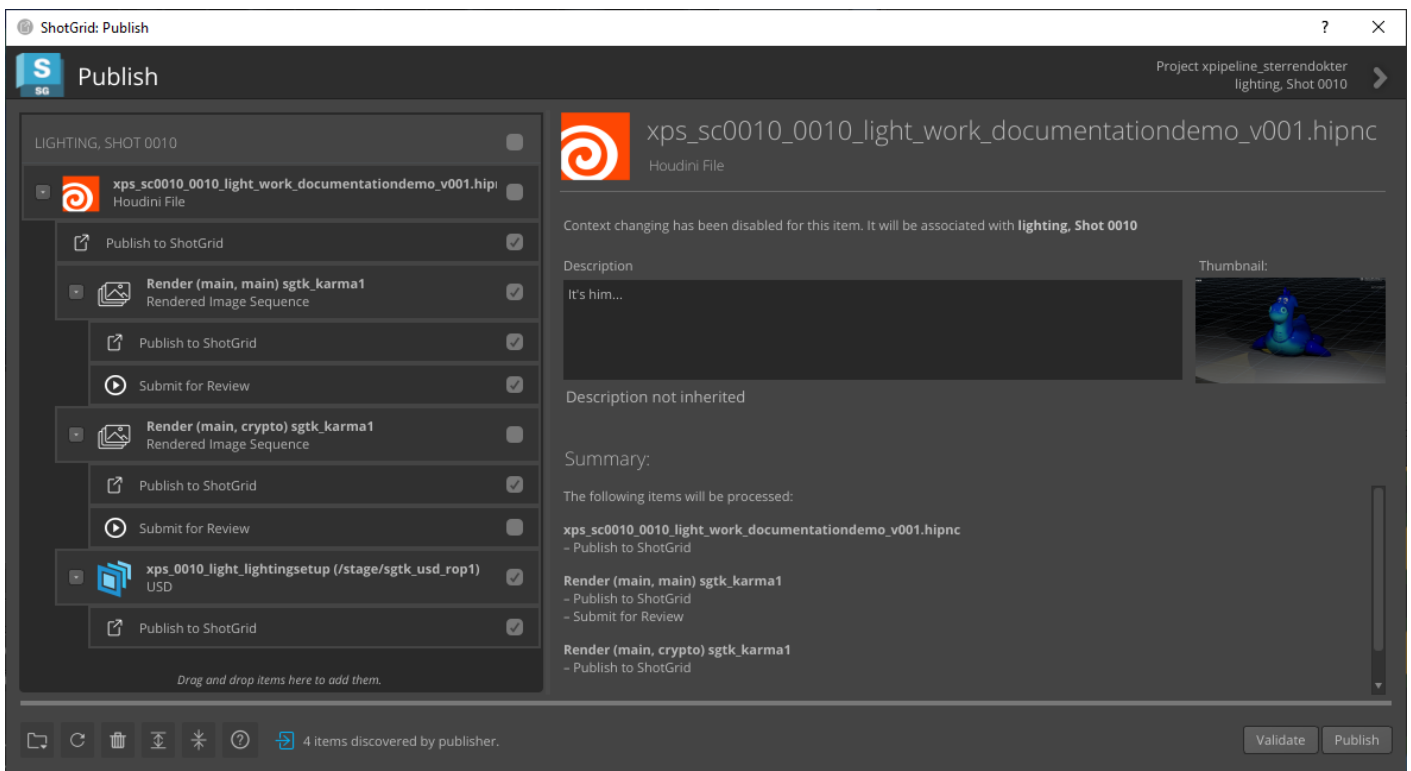 ShotGrid: Publish
?
S
SG
Publish
Project xpipeline_sterrendokter
lighting, Shot 0010
LIGHTING, SHOT 0010
xps_sc0010_0010_light_work_documentationdemo_v001.hip
Houdini File
Publish to ShotGrid
Render (main, main) sgtk_karma1
Rendered Image Sequence
Publish to ShotGrid
Submit for Review
Render (main, crypto) sgtk_karma1
Rendered Image Sequence
Publish to ShotGrid
Submit for Review
xps_0010_light_lightingsetup (/stage/sgtk_usd_rop1)
USD
Publish to ShotGrid
Drag and drop items here to add them.
xps_sc0010_0010_light_work_documentationdemo_v001.hipnc
Houdini File
Context changing has been disabled for this item. It will be associated with lighting, Shot 0010
Description
Thumbnail:
It's him...
Description not inherited
Summary:
The following items will be processed:
xps_sc0010_0010_light_work_documentationdemo_v001.hipnc
– Publish to ShotGrid
Render (main, main) sgtk_karma1
– Publish to ShotGrid
– Submit for Review
Render (main, crypto) sgtk_karma1
– Publish to ShotGrid
?
4 items discovered by publisher.
Validate
Publish